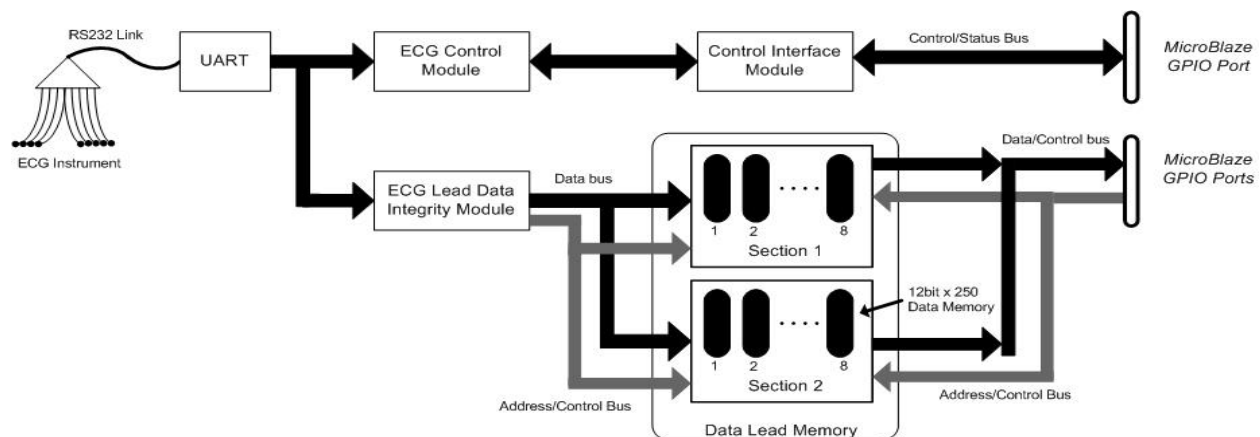 RS232 Link
UART
ECG Control
Module
Control Interface
Module
Control/Status Bus
MicroBlaze
GPIO Port
ECG Instrument
ECG Lead Data
Integrity Module
Data bus
1 2 8
Section 1
Data/Control bus
MicroBlaze
GPIO Ports
12bit x 250
Data Memory
1 2 8
Section 2
Address/Control Bus
Address/Control Bus
Data Lead Memory